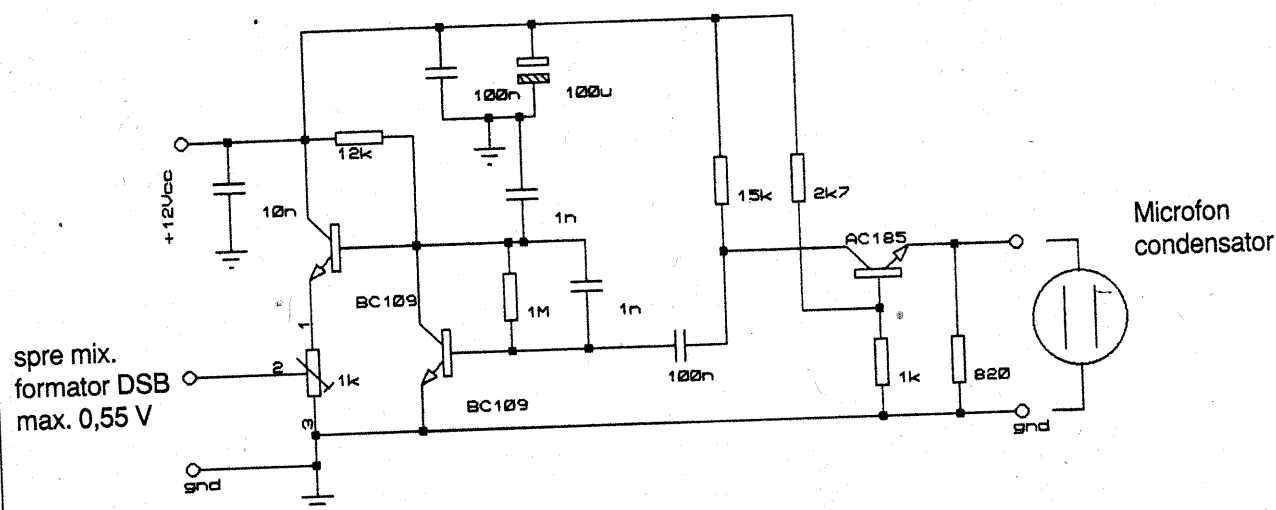 100n
100u
+12Vcc
12k
10n
1n
15k
2k7
AC185
Microfon
condensator
BC109
1M
1n
1
spre mix.
formator DSB
max. 0,55 V
2
1k
3
BC109
100n
1k
820
gnd
gnd